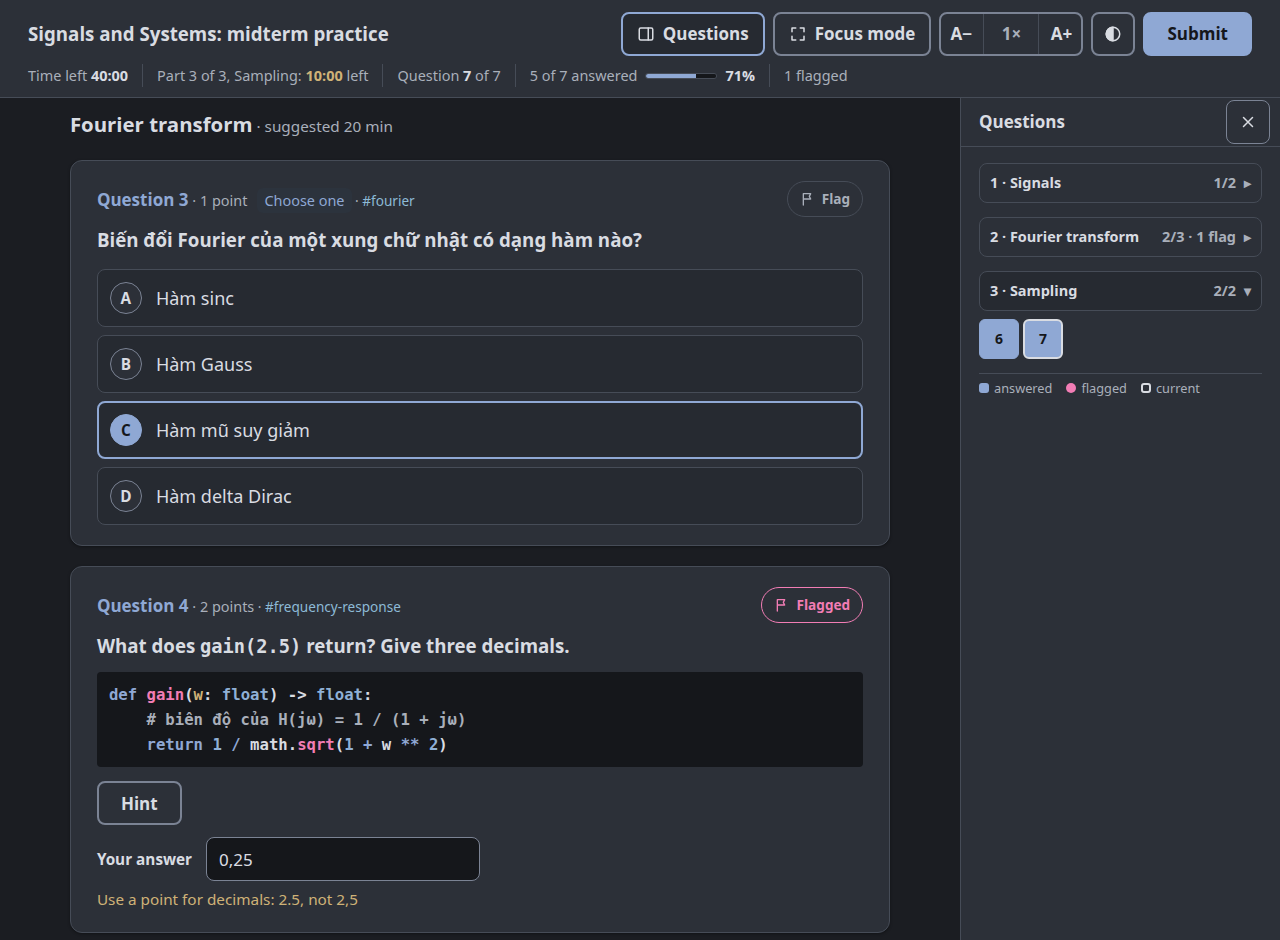 Signals and Systems: midterm practice
Questions
Focus mode
A− 1× A+
Submit
Time left 40:00
Part 3 of 3, Sampling: 10:00 left
Question 7 of 7
5 of 7 answered 71%
1 flagged
Fourier transform · suggested 20 min
Question 3 · 1 point Choose one · #fourier
Flag
Biến đổi Fourier của một xung chữ nhật có dạng hàm nào?
A Hàm sinc
B Hàm Gauss
C Hàm mũ suy giảm
D Hàm delta Dirac
Question 4 · 2 points · #frequency-response
Flagged
What does gain(2.5) return? Give three decimals.
def gain(w: float) -> float:
    # biên độ của H(jω) = 1 / (1 + jω)
    return 1 / math.sqrt(1 + w ** 2)
Hint
Your answer 0,25
Use a point for decimals: 2.5, not 2,5
Questions
1 · Signals 1/2 ▸
2 · Fourier transform 2/3 · 1 flag ▸
3 · Sampling 2/2 ▾
6 7
answered flagged current